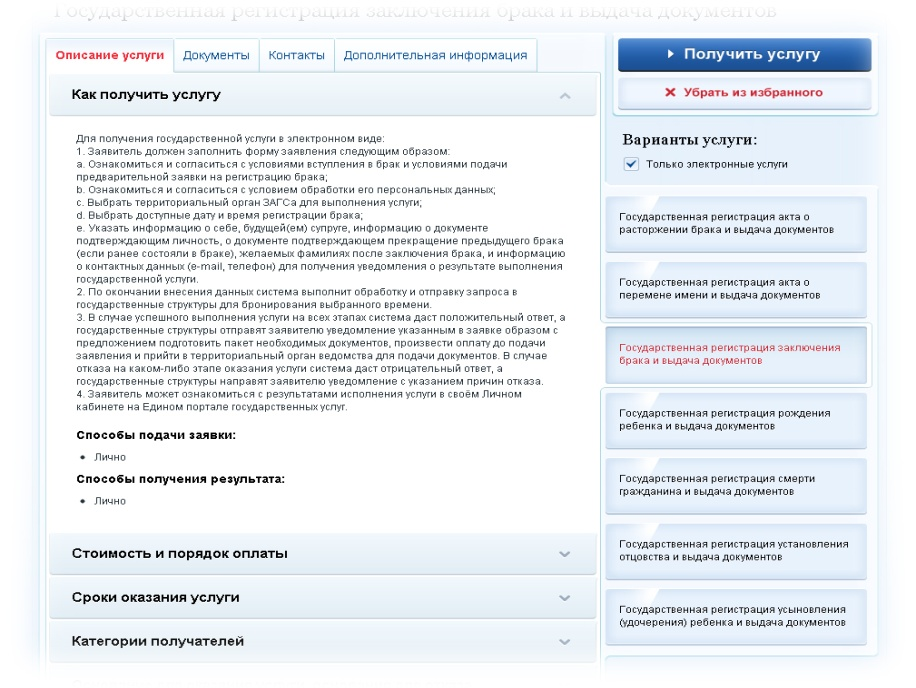 Государственная регистрация заключения брака и выдача документов
Описание услуги
Документы
Контакты
Дополнительная информация
Как получить услугу
Для получения государственной услуги в электронном виде:
1. Заявитель должен заполнить форму заявления следующим образом:
a. Ознакомиться и согласиться с условиями вступления в брак и условиями подачи
предварительной заявки на регистрацию брака;
b. Ознакомиться и согласиться с условием обработки его персональных данных;
c. Выбрать территориальный орган ЗАГСа для выполнения услуги;
d. Выбрать доступные дату и время регистрации брака;
e. Указать информацию о себе, будущей(ем) супруге, информацию о документе
подтверждающим личность, о документе подтверждающем прекращение предыдущего брака
(если ранее состояли в браке), желаемых фамилиях после заключения брака, и информацию
о контактных данных (e-mail, телефон) для получения уведомления о результате выполнения
государственной услуги.
2. По окончании внесения данных система выполнит обработку и отправку запроса в
государственные структуры для бронирования выбранного времени.
3. В случае успешного выполнения услуги на всех этапах система даст положительный ответ, а
государственные структуры отправят заявителю уведомление указанным в заявке образом с
предложением подготовить пакет необходимых документов, произвести оплату до подачи
заявления и прийти в территориальный орган ведомства для подачи документов. В случае
отказа на каком-либо этапе оказания услуги система даст отрицательный ответ, а
государственные структуры направят заявителю уведомление с указанием причин отказа.
4. Заявитель может ознакомиться с результатами исполнения услуги в своём Личном
кабинете на Едином портале государственных услуг.
Способы подачи заявки:
• Лично
Способы получения результата:
• Лично
Стоимость и порядок оплаты
Сроки оказания услуги
Категории получателей
Получить услугу
Убрать из избранного
Варианты услуги:
Только электронные услуги
Государственная регистрация акта о
расторжении брака и выдача документов
Государственная регистрация акта о
перемене имени и выдача документов
Государственная регистрация заключения
брака и выдача документов
Государственная регистрация рождения
ребенка и выдача документов
Государственная регистрация смерти
гражданина и выдача документов
Государственная регистрация установления
отцовства и выдача документов
Государственная регистрация усыновления
(удочерения) ребенка и выдача документов